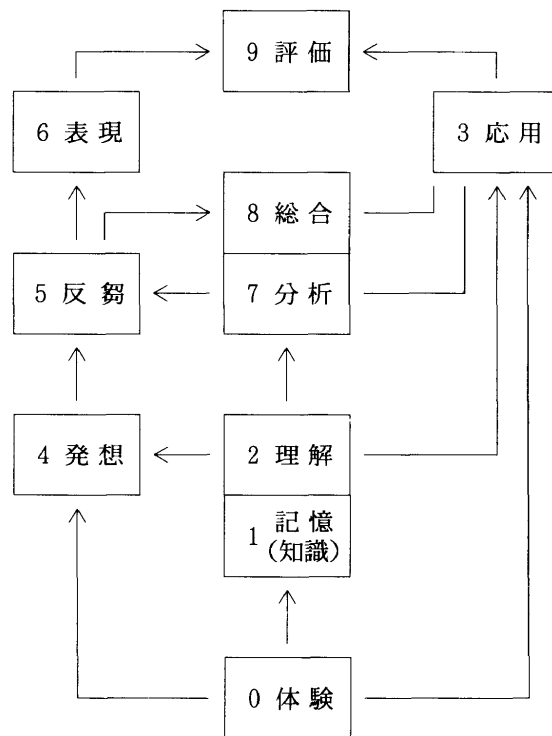 9 評価
6 表現
3 応用
8 総合
5 反芻
7 分析
4 発想
2 理解
1 記憶
(知識)
0 体験